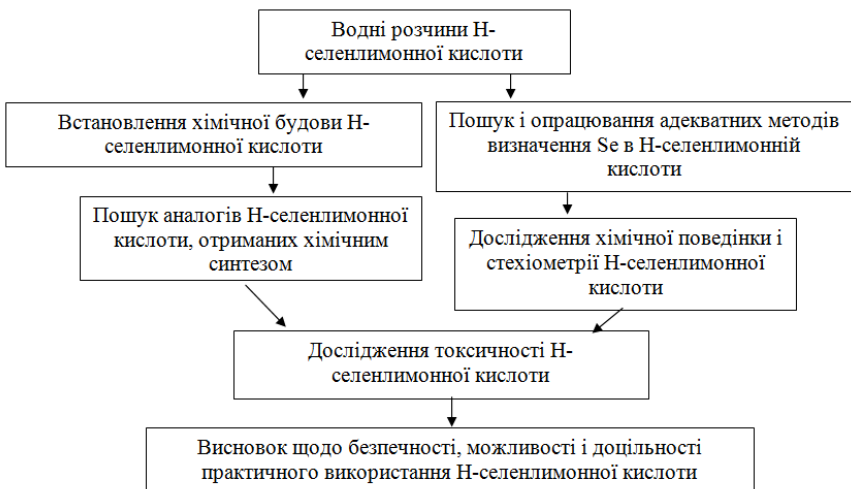 Водні розчини Н-
селенлимонної кислоти
Встановлення хімічної будови Н-
селенлимонної кислоти
Пошук і опрацювання адекватних методів
визначення Se в Н-селенлимонній
кислоти
Пошук аналогів Н-селенлимонної
кислоти, отриманих хімічним
синтезом
Дослідження хімічної поведінки і
стехіометрії Н-селенлимонної
кислоти
Дослідження токсичності Н-
селенлимонної кислоти
Висновок щодо безпечності, можливості і доцільності
практичного використання Н-селенлимонної кислоти